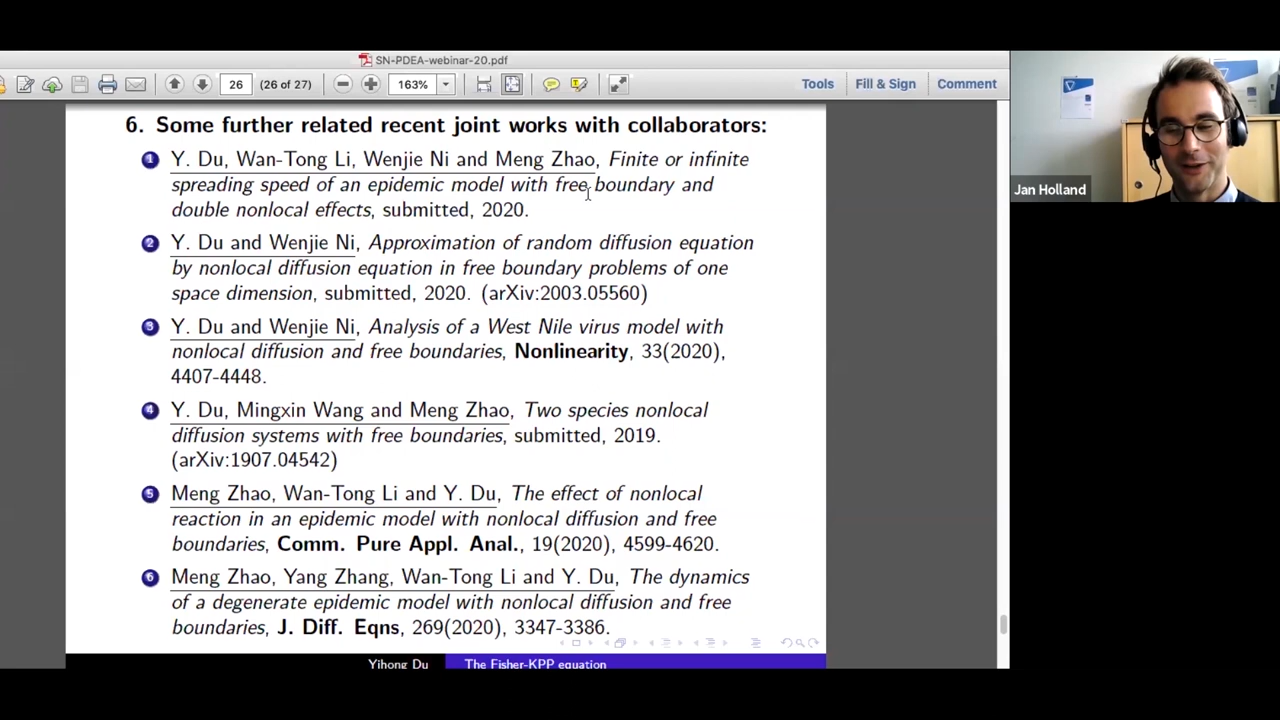 SN-PDEA-webinar-20.pdf
26 (26 of 27) 163% Tools Fill & Sign Comment
6. Some further related recent joint works with collaborators:
1 Y. Du, Wan-Tong Li, Wenjie Ni and Meng Zhao, Finite or infinite
spreading speed of an epidemic model with free boundary and
double nonlocal effects, submitted, 2020.
2 Y. Du and Wenjie Ni, Approximation of random diffusion equation
by nonlocal diffusion equation in free boundary problems of one
space dimension, submitted, 2020. (arXiv:2003.05560)
3 Y. Du and Wenjie Ni, Analysis of a West Nile virus model with
nonlocal diffusion and free boundaries, Nonlinearity, 33(2020),
4407-4448.
4 Y. Du, Mingxin Wang and Meng Zhao, Two species nonlocal
diffusion systems with free boundaries, submitted, 2019.
(arXiv:1907.04542)
5 Meng Zhao, Wan-Tong Li and Y. Du, The effect of nonlocal
reaction in an epidemic model with nonlocal diffusion and free
boundaries, Comm. Pure Appl. Anal., 19(2020), 4599-4620.
6 Meng Zhao, Yang Zhang, Wan-Tong Li and Y. Du, The dynamics
of a degenerate epidemic model with nonlocal diffusion and free
boundaries, J. Diff. Eqns, 269(2020), 3347-3386.
Yihong Du The Fisher-KPP equation
Jan Holland